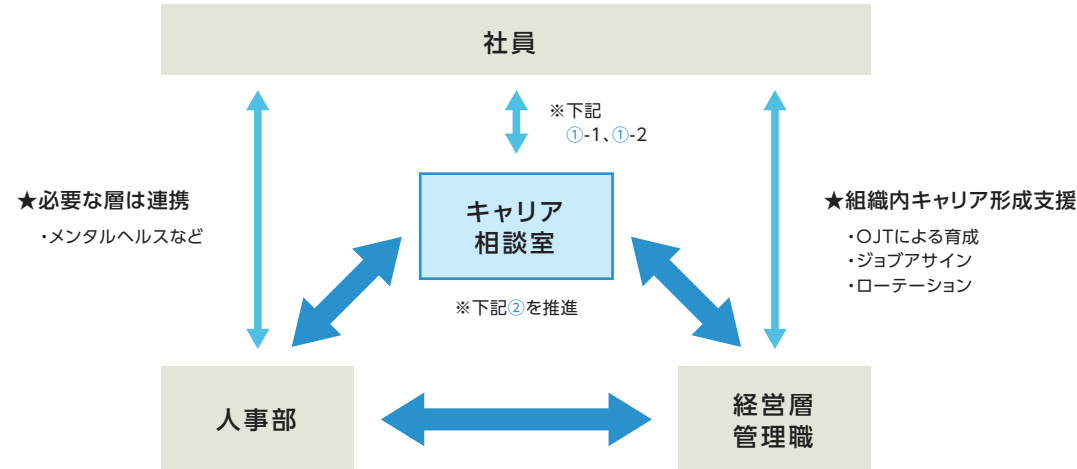 社員
※下記
①-1、①-2
★必要な層は連携
・メンタルヘルスなど
キャリア
相談室
★組織内キャリア形成支援
・OJTによる育成
・ジョブアサイン
・ローテーション
※下記②を推進
人事部
経営層
管理職